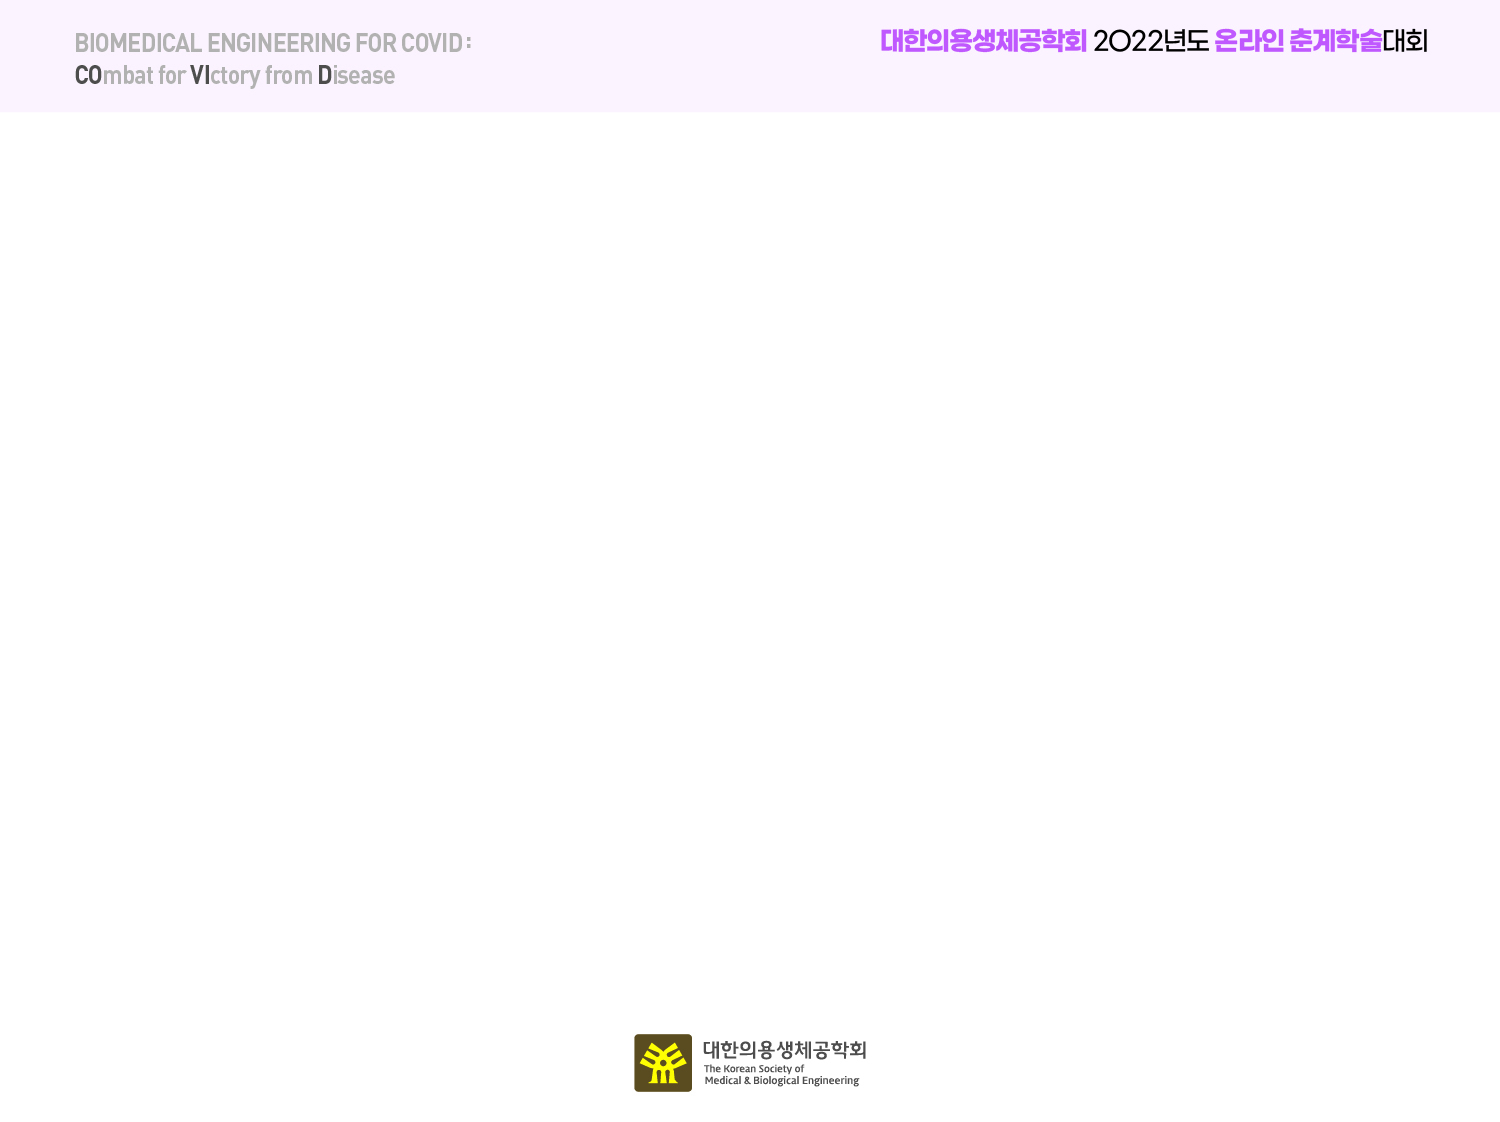 BIOMEDICAL ENGINEERING FOR COVID:
COmbat for VIctory from Disease
대한의용생체공학회 2022년도 온라인 춘계학술대회
대한의용생체공학회
The Korean Society of
Medical & Biological Engineering